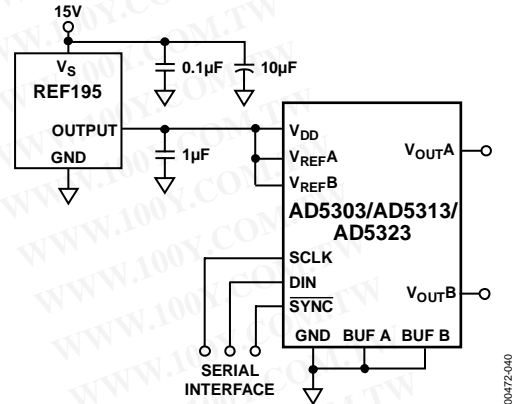 15V
VS
REF195
OUTPUT
GND
0.1µF
10µF
1µF
VDD
VREFA
VREFB
VOUTA
AD5303/AD5313/
AD5323
SCLK
DIN
SYNC
VOUTB
GND BUF A BUF B
SERIAL
INTERFACE
00472-040
WWW.100Y.COM.TW